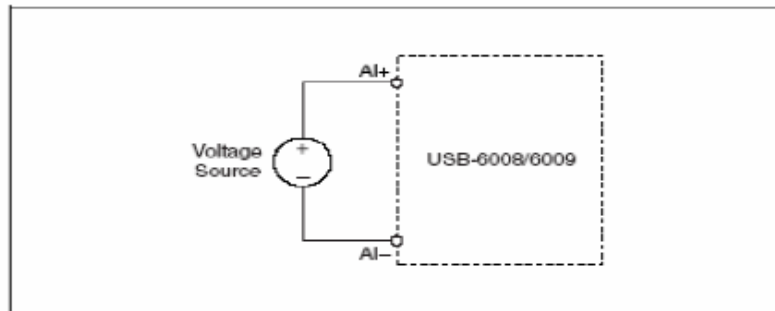 AI+
+
Voltage
Source
–
USB-6008/6009
AI–